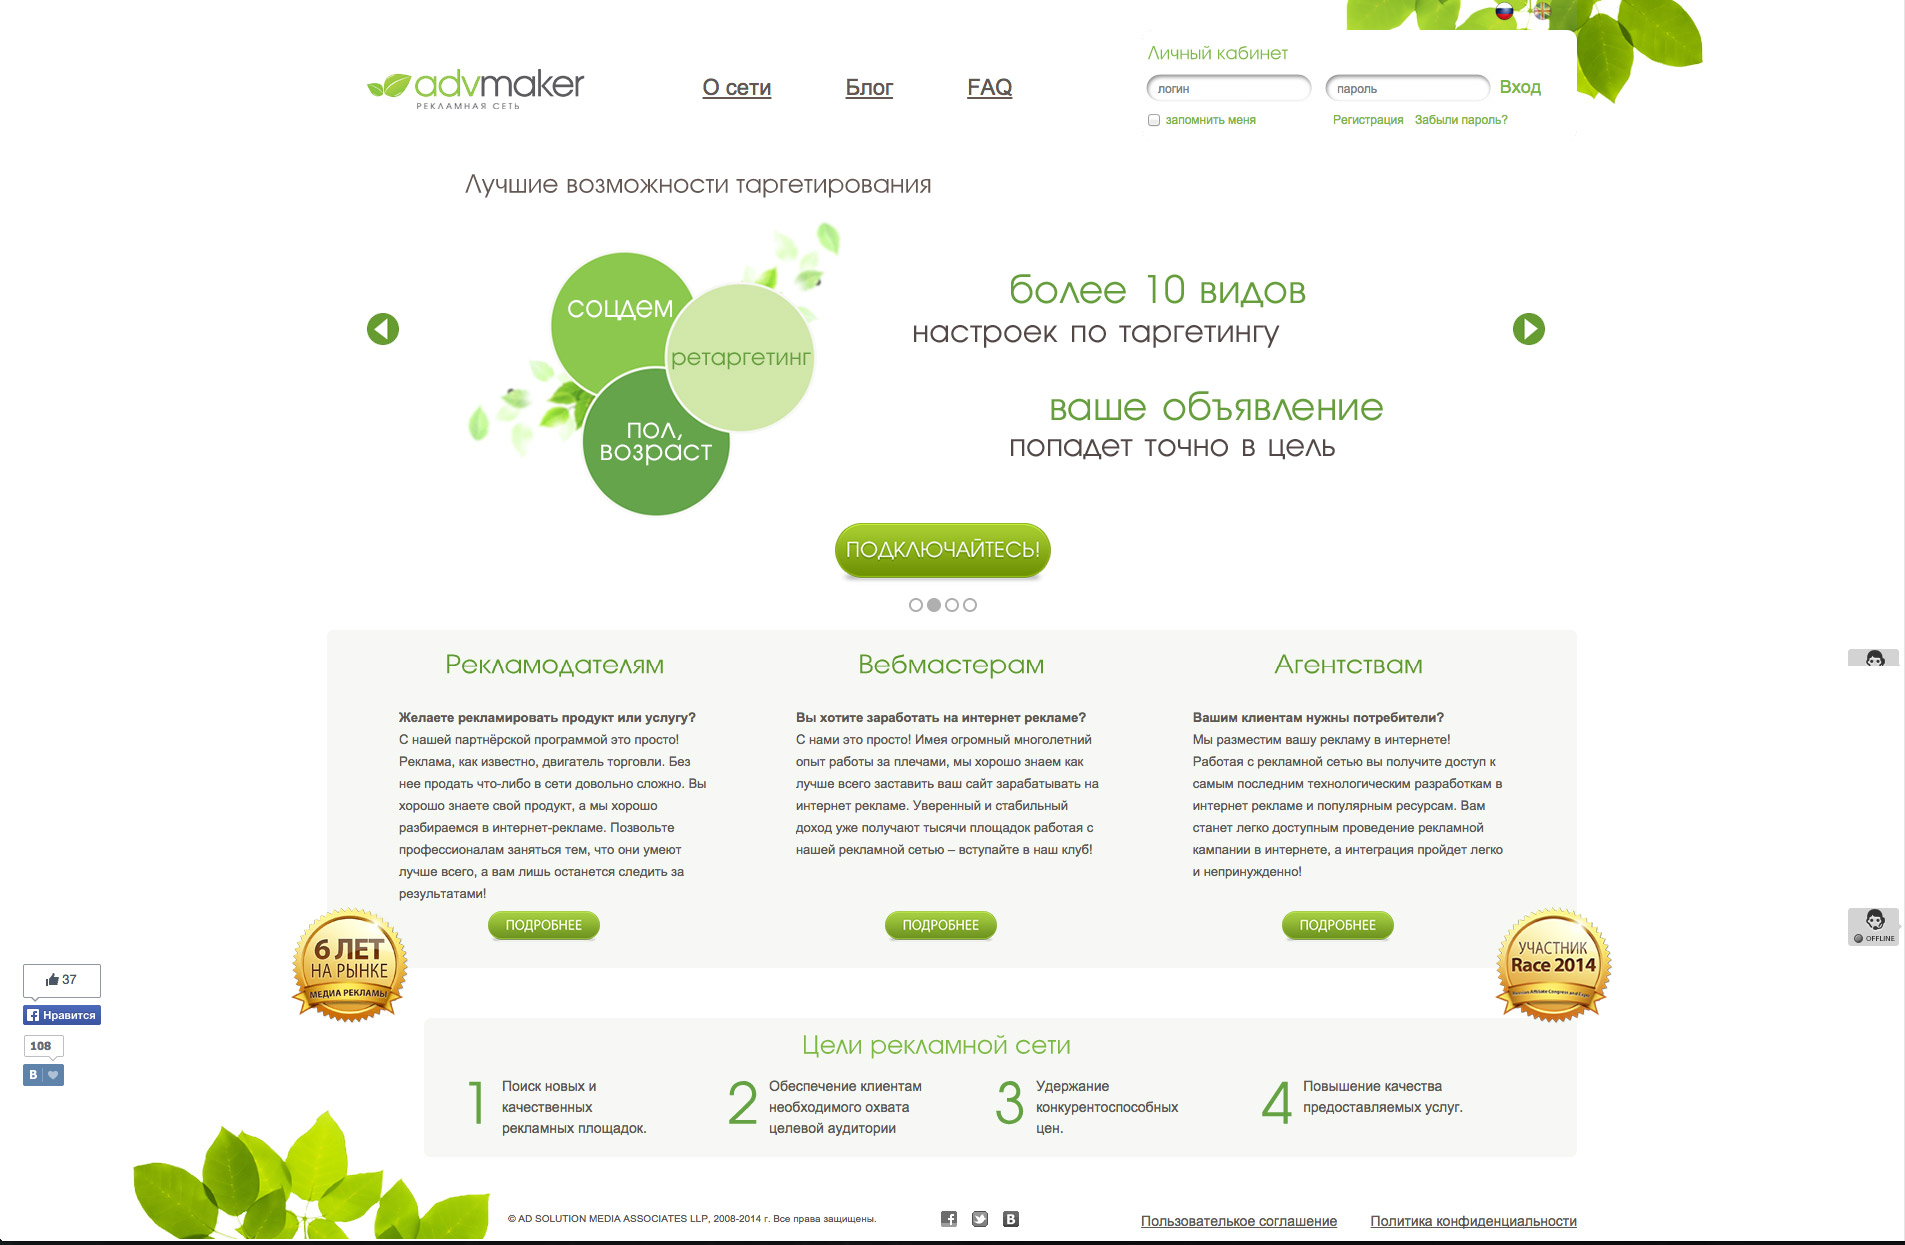 Личный кабинет
advmaker
РЕКЛАМНАЯ СЕТЬ
О сети
Блог
FAQ
логин
пароль
Вход
запомнить меня
Регистрация
Забыли пароль?
Лучшие возможности таргетирования
соцдем
ретаргетинг
пол,
возраст
более 10 видов
настроек по таргетингу
ваше объявление
попадет точно в цель
ПОДКЛЮЧАЙТЕСЬ!
Рекламодателям
Желаете рекламировать продукт или услугу?
С нашей партнёрской программой это просто!
Реклама, как известно, двигатель торговли. Без
нее продать что-либо в сети довольно сложно. Вы
хорошо знаете свой продукт, а мы хорошо
разбираемся в интернет-рекламе. Позвольте
профессионалам заняться тем, что они умеют
лучше всего, а вам лишь останется следить за
результатами!
ПОДРОБНЕЕ
Вебмастерам
Вы хотите заработать на интернет рекламе?
С нами это просто! Имея огромный многолетний
опыт работы за плечами, мы хорошо знаем как
лучше всего заставить ваш сайт зарабатывать на
интернет рекламе. Уверенный и стабильный
доход уже получают тысячи площадок работая с
нашей рекламной сетью – вступайте в наш клуб!
ПОДРОБНЕЕ
Агентствам
Вашим клиентам нужны потребители?
Мы разместим вашу рекламу в интернете!
Работая с рекламной сетью вы получите доступ к
самым последним технологическим разработкам в
интернет рекламе и популярным ресурсам. Вам
станет легко доступным проведение рекламной
кампании в интернете, а интеграция пройдет легко
и непринужденно!
ПОДРОБНЕЕ
OFFLINE
6 ЛЕТ
НА РЫНКЕ
МЕДИА РЕКЛАМЫ
УЧАСТНИК
Race 2014
37
Нравится
108
В
Цели рекламной сети
1
Поиск новых и
качественных
рекламных площадок.
2
Обеспечение клиентам
необходимого охвата
целевой аудитории
3
Удержание
конкурентоспособных
цен.
4
Повышение качества
предоставляемых услуг.
© AD SOLUTION MEDIA ASSOCIATES LLP, 2008-2014 г. Все права защищены.
Пользователькое соглашение
Политика конфиденциальности